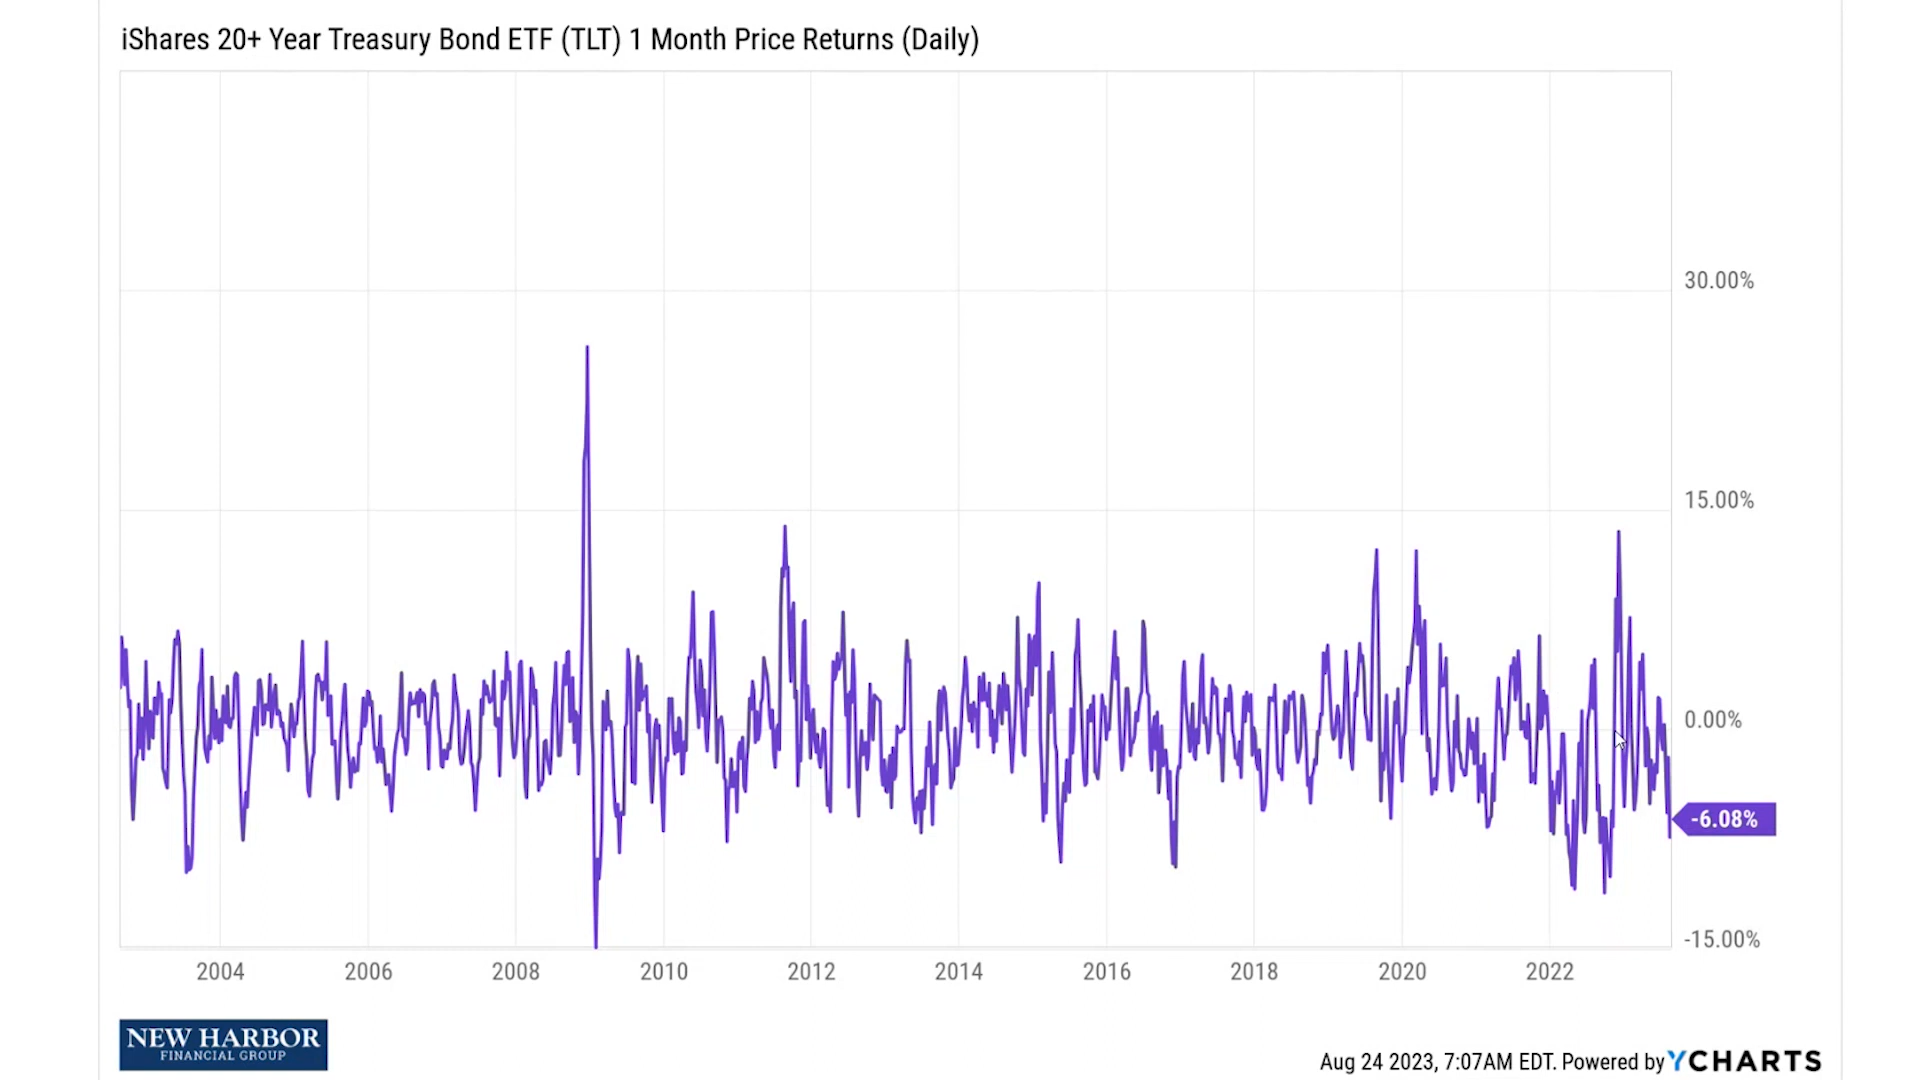 iShares 20+ Year Treasury Bond ETF (TLT) 1 Month Price Returns (Daily)
30.00%
15.00%
0.00%
-6.08%
-15.00%
2004 2006 2008 2010 2012 2014 2016 2018 2020 2022
NEW HARBOR
FINANCIAL GROUP
Aug 24 2023, 7:07AM EDT. Powered by YCHARTS